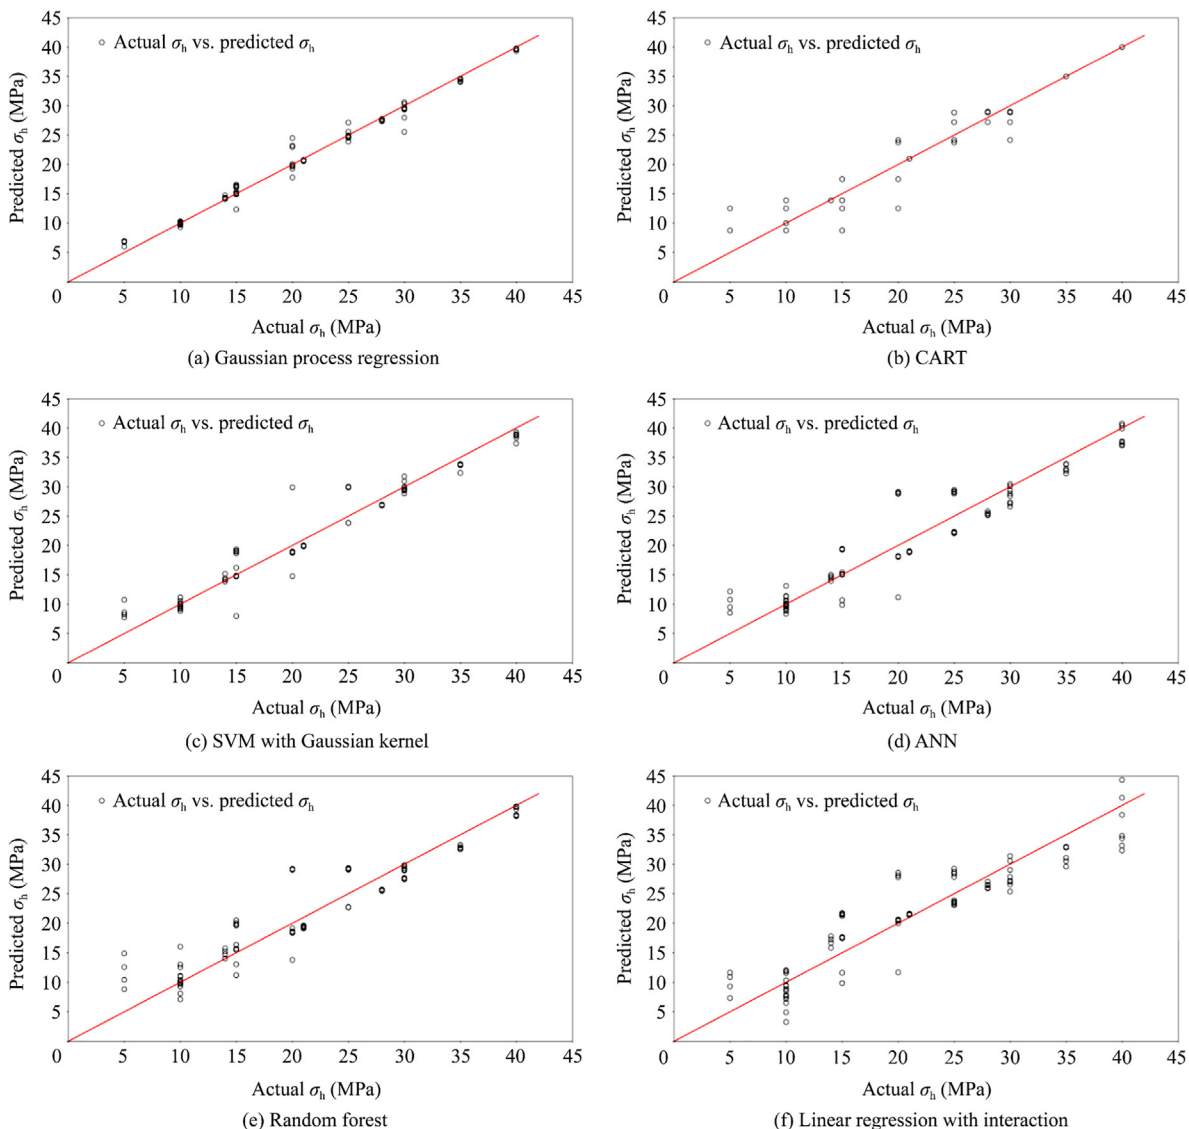 45
40
35
30
25
20
15
10
5
0
5 10 15 20 25 30 35 40 45
Predicted σh (MPa)
Actual σh vs. predicted σh
Actual σh (MPa)
(a) Gaussian process regression
45
40
35
30
25
20
15
10
5
0
5 10 15 20 25 30 35 40 45
Predicted σh (MPa)
Actual σh vs. predicted σh
Actual σh (MPa)
(b) CART
45
40
35
30
25
20
15
10
5
0
5 10 15 20 25 30 35 40 45
Predicted σh (MPa)
Actual σh vs. predicted σh
Actual σh (MPa)
(c) SVM with Gaussian kernel
45
40
35
30
25
20
15
10
5
0
5 10 15 20 25 30 35 40 45
Predicted σh (MPa)
Actual σh vs. predicted σh
Actual σh (MPa)
(d) ANN
45
40
35
30
25
20
15
10
5
0
5 10 15 20 25 30 35 40 45
Predicted σh (MPa)
Actual σh vs. predicted σh
Actual σh (MPa)
(e) Random forest
45
40
35
30
25
20
15
10
5
0
5 10 15 20 25 30 35 40 45
Predicted σh (MPa)
Actual σh vs. predicted σh
Actual σh (MPa)
(f) Linear regression with interaction